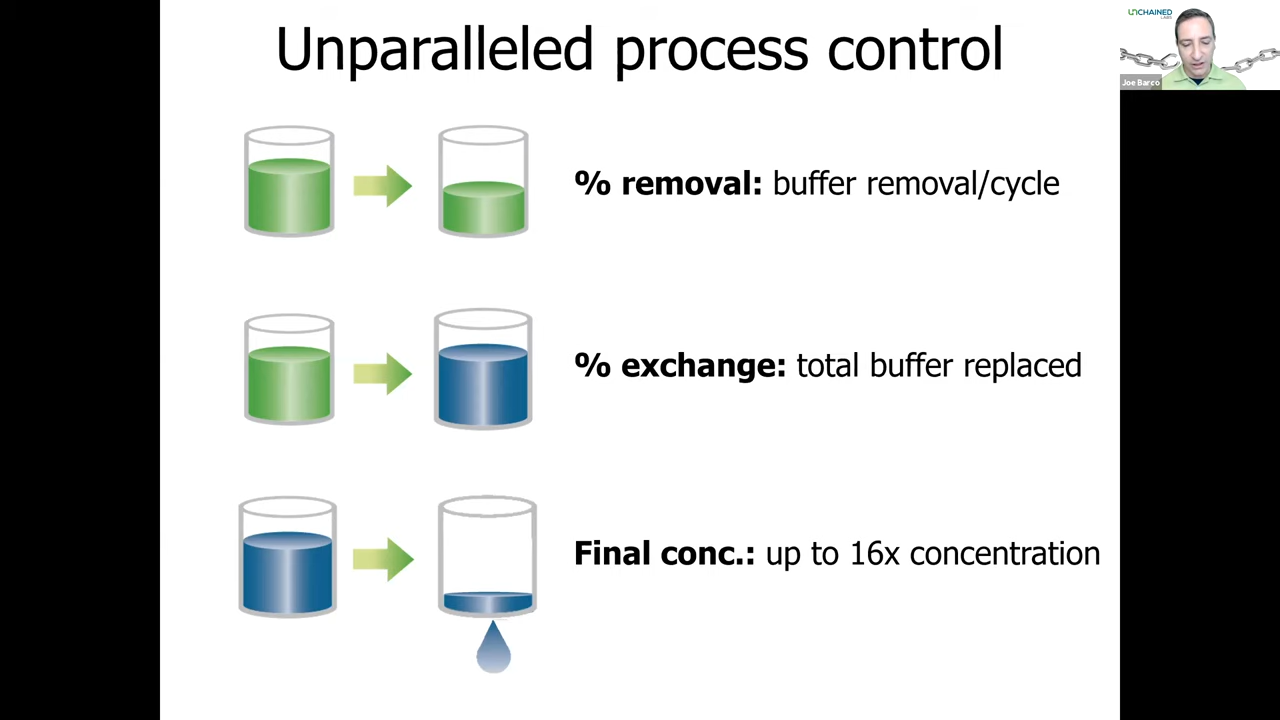 Unparalleled process control
UNCHAINED
LABS
Joe Barco
% removal: buffer removal/cycle
% exchange: total buffer replaced
Final conc.: up to 16x concentration